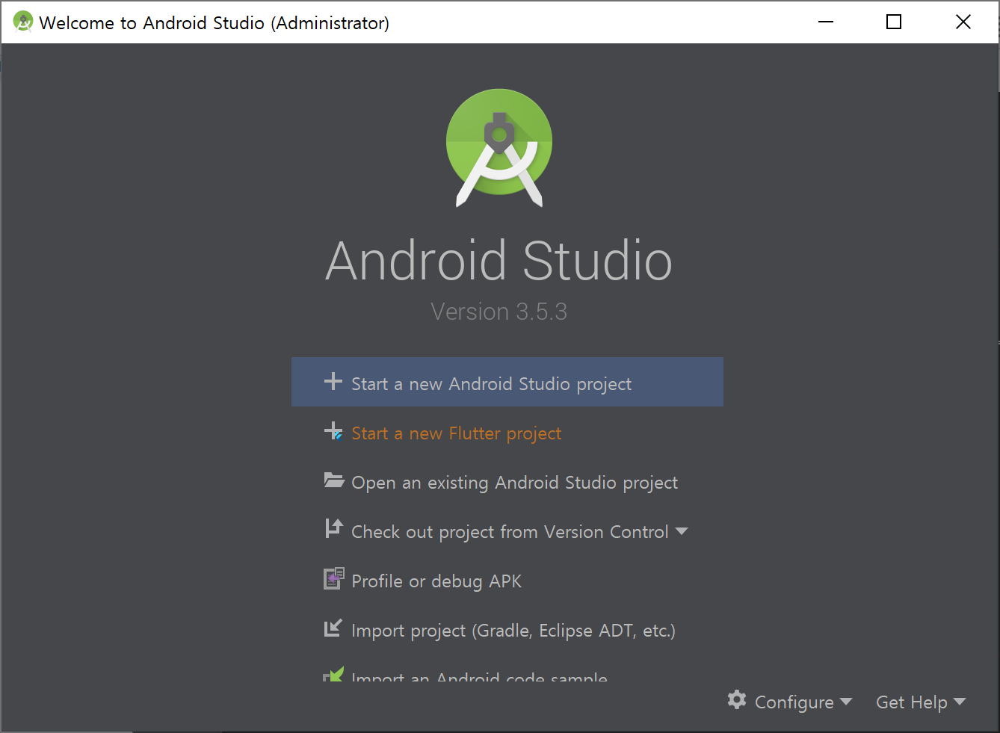 Welcome to Android Studio (Administrator)
Android Studio
Version 3.5.3
Start a new Android Studio project
Start a new Flutter project
Open an existing Android Studio project
Check out project from Version Control
Profile or debug APK
Import project (Gradle, Eclipse ADT, etc.)
Import an Android code sample
Configure
Get Help